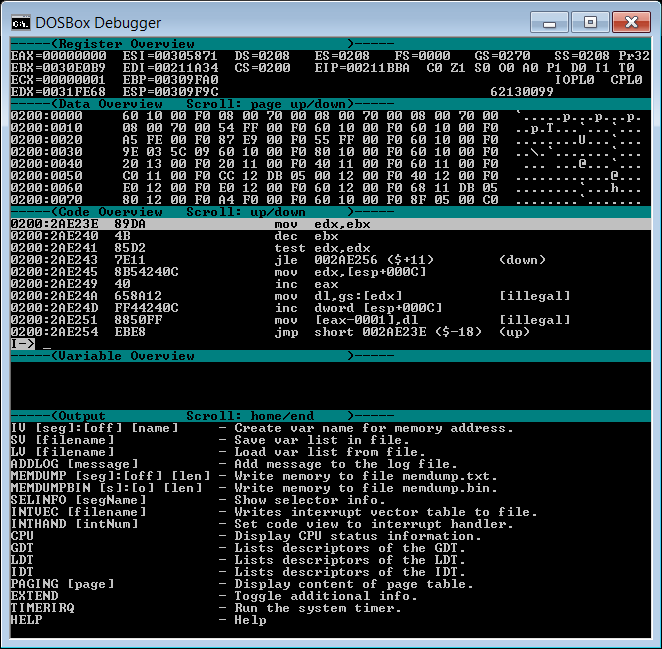 DOSBox Debugger
-----(Register Overview                   )-----
EAX=00000000  ESI=00305871  DS=0208   ES=0208   FS=0000   GS=0270   SS=0208 Pr32
EBX=0030E0B9  EDI=00211A34  CS=0200   EIP=00211BBA  C0 Z1 S0 O0 A0 P1 D0 I1 T0
ECX=00000001  EBP=00309FA0                                          IOPL0  CPL0
EDX=0031FE68  ESP=00309F9C                                  62130099
-----(Data Overview   Scroll: page up/down)-----
0200:0000     60 10 00 F0 08 00 70 00 08 00 70 00 08 00 70 00  `.....p...p...p.
0200:0010     08 00 70 00 54 FF 00 F0 60 10 00 F0 60 10 00 F0  ..p.T...`...`...
0200:0020     A5 FE 00 F0 87 E9 00 F0 55 FF 00 F0 60 10 00 F0  ........U...`...
0200:0030     9E 03 5C 09 60 10 00 F0 80 10 00 F0 60 10 00 F0  ..\.`.......`...
0200:0040     20 13 00 F0 20 11 00 F0 40 11 00 F0 60 11 00 F0   ... ...@...`...
0200:0050     C0 11 00 F0 CC 12 DB 05 00 12 00 F0 40 12 00 F0  ............@...
0200:0060     E0 12 00 F0 E0 12 00 F0 60 12 00 F0 68 11 DB 05  ........`...h...
0200:0070     80 12 00 F0 A4 F0 00 F0 60 10 00 F0 8F 05 00 C0  ........`.......
-----(Code Overview   Scroll: up/down     )-----
0200:2AE23E  89DA              mov  edx,ebx
0200:2AE240  4B                dec  ebx
0200:2AE241  85D2              test edx,edx
0200:2AE243  7E11              jle  002AE256 ($+11)        (down)
0200:2AE245  8B54240C          mov  edx,[esp+000C]
0200:2AE249  40                inc  eax
0200:2AE24A  658A12            mov  dl,gs:[edx]            [illegal]
0200:2AE24D  FF44240C          inc  dword [esp+000C]
0200:2AE251  8850FF            mov  [eax-0001],dl          [illegal]
0200:2AE254  EBE8              jmp  short 002AE23E ($-18)  (up)
I-> _
-----(Variable Overview                   )-----
-----(Output          Scroll: home/end    )-----
IV [seg]:[off] [name]     - Create var name for memory address.
SV [filename]             - Save var list in file.
LV [filename]             - Load var list from file.
ADDLOG [message]          - Add message to the log file.
MEMDUMP [seg]:[off] [len] - Write memory to file memdump.txt.
MEMDUMPBIN [s]:[o] [len]  - Write memory to file memdump.bin.
SELINFO [segName]         - Show selector info.
INTVEC [filename]         - Writes interrupt vector table to file.
INTHAND [intNum]          - Set code view to interrupt handler.
CPU                       - Display CPU status information.
GDT                       - Lists descriptors of the GDT.
LDT                       - Lists descriptors of the LDT.
IDT                       - Lists descriptors of the IDT.
PAGING [page]             - Display content of page table.
EXTEND                    - Toggle additional info.
TIMERIRQ                  - Run the system timer.
HELP                      - Help